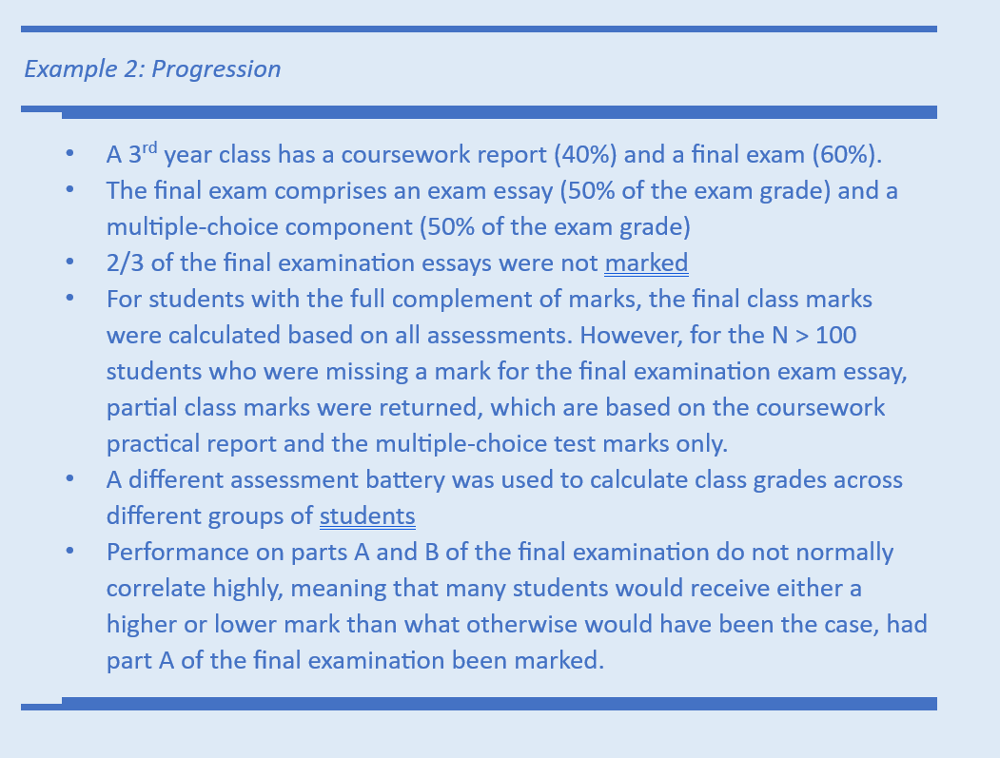 Example 2: Progression
• A 3rd year class has a coursework report (40%) and a final exam (60%).
• The final exam comprises an exam essay (50% of the exam grade) and a
multiple-choice component (50% of the exam grade)
• 2/3 of the final examination essays were not marked
• For students with the full complement of marks, the final class marks
were calculated based on all assessments. However, for the N > 100
students who were missing a mark for the final examination exam essay,
partial class marks were returned, which are based on the coursework
practical report and the multiple-choice test marks only.
• A different assessment battery was used to calculate class grades across
different groups of students
• Performance on parts A and B of the final examination do not normally
correlate highly, meaning that many students would receive either a
higher or lower mark than what otherwise would have been the case, had
part A of the final examination been marked.